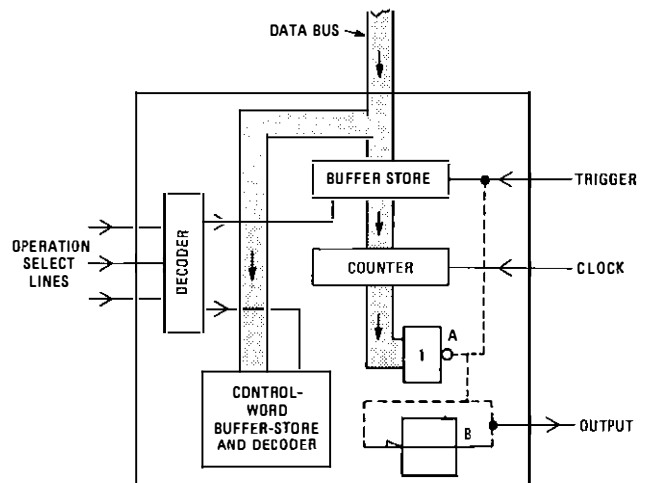 DATA BUS
BUFFER STORE
TRIGGER
OPERATION
SELECT
LINES
DECODER
COUNTER
CLOCK
1
A
CONTROL-
WORD
BUFFER-STORE
AND DECODER
B
OUTPUT